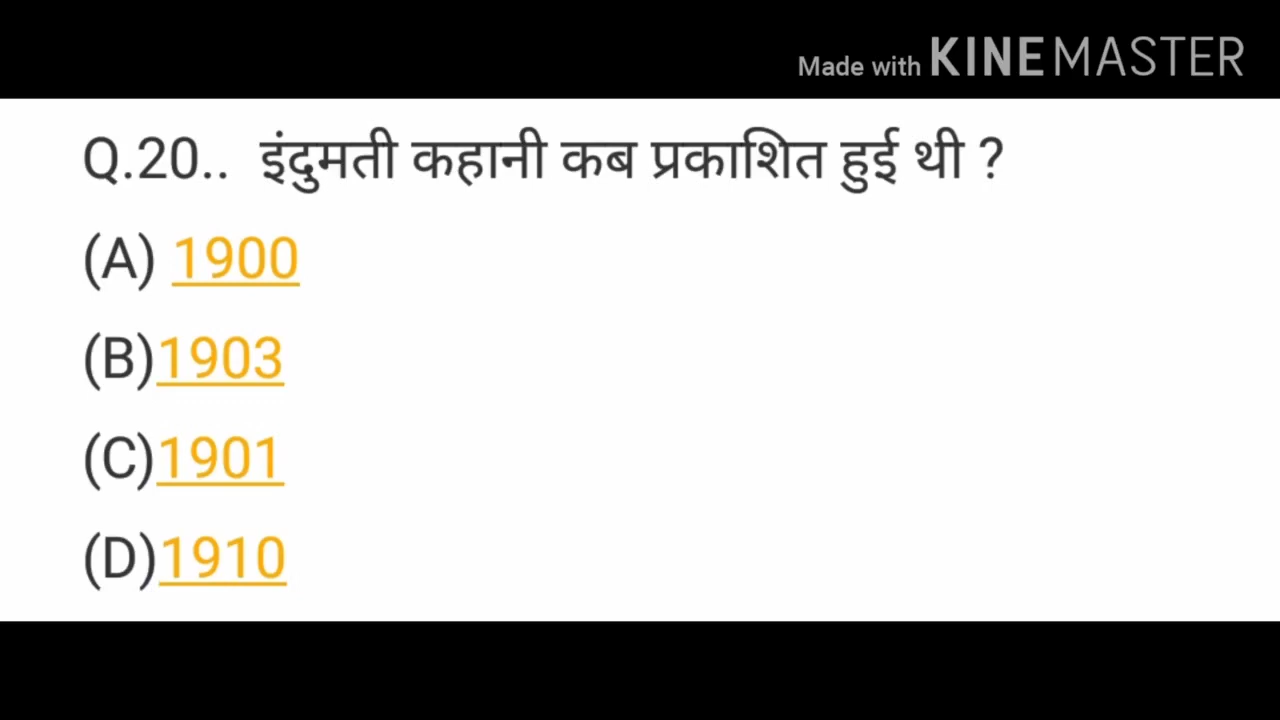 Made with KINEMASTER
Q.20.. इंदुमती कहानी कब प्रकाशित हुई थी ?
(A) 1900
(B)1903
(C)1901
(D)1910